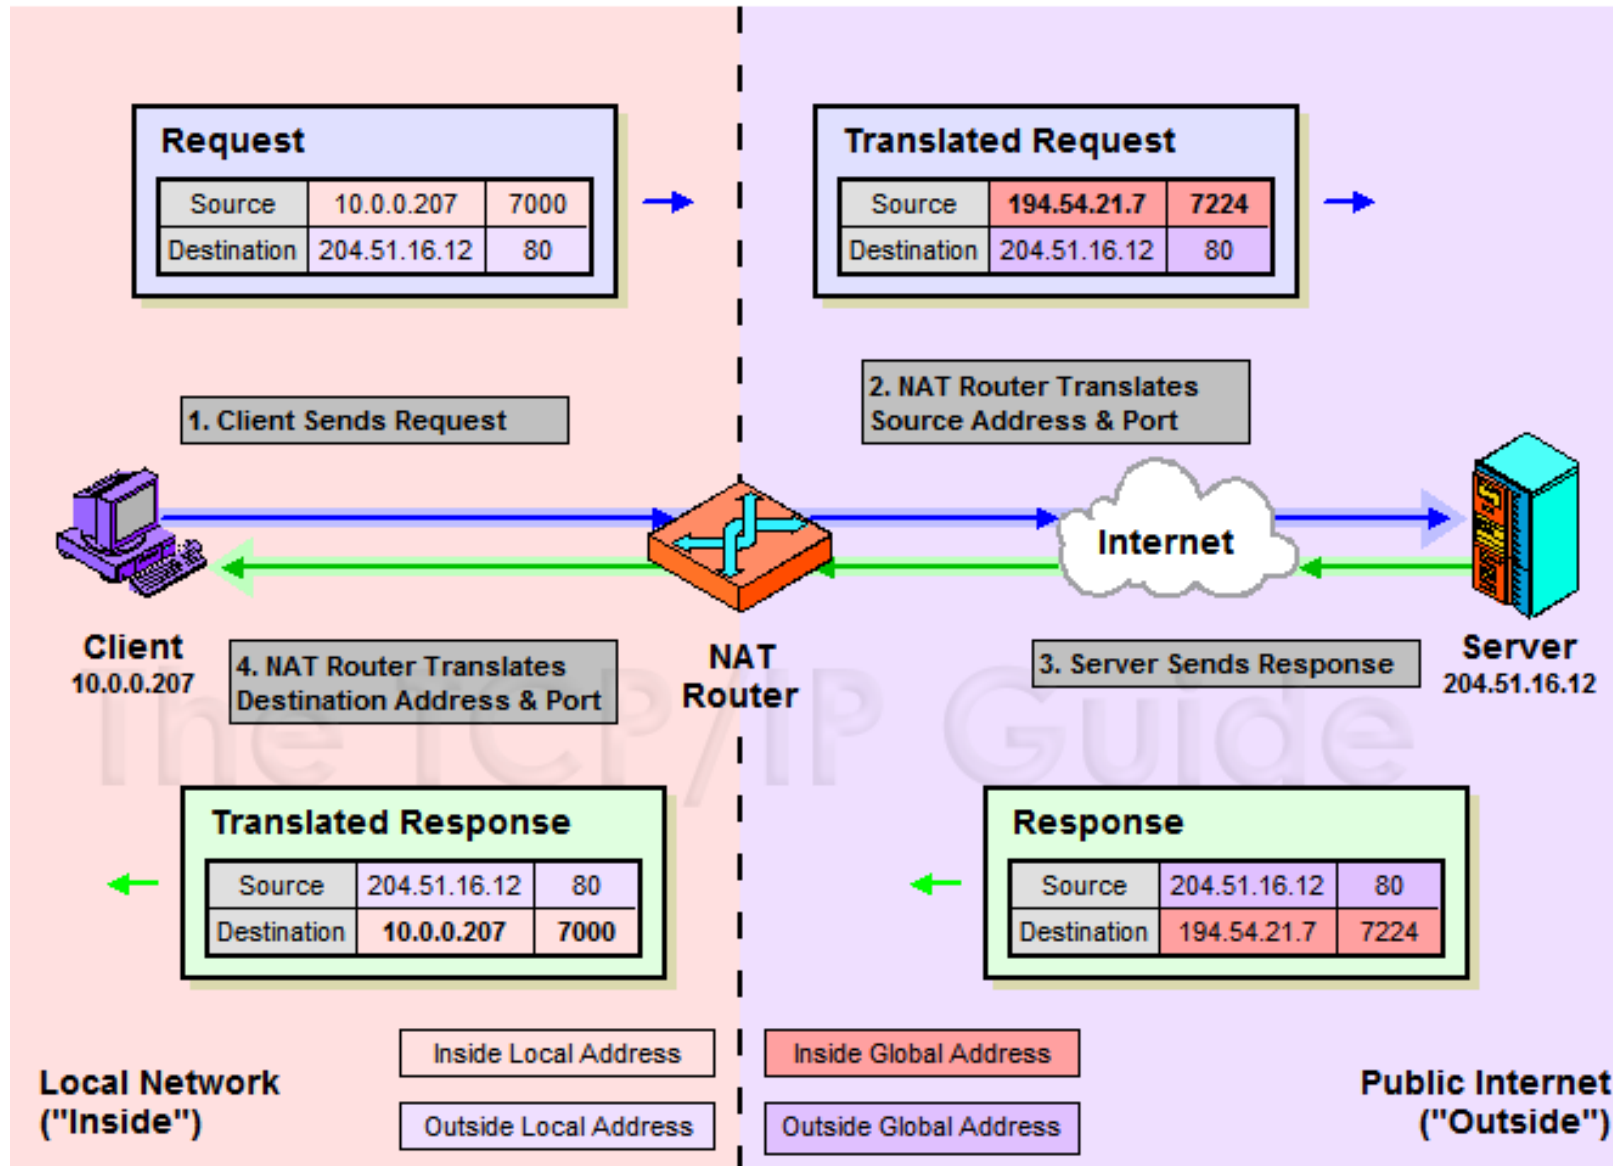 Request
Source 10.0.0.207 7000
Destination 204.51.16.12 80
Translated Request
Source 194.54.21.7 7224
Destination 204.51.16.12 80
1. Client Sends Request
2. NAT Router Translates
Source Address & Port
Internet
Client
10.0.0.207
4. NAT Router Translates
Destination Address & Port
NAT
Router
3. Server Sends Response
Server
204.51.16.12
The TCP/IP Guide
Translated Response
Source 204.51.16.12 80
Destination 10.0.0.207 7000
Response
Source 204.51.16.12 80
Destination 194.54.21.7 7224
Inside Local Address
Inside Global Address
Local Network
("Inside")
Outside Local Address
Outside Global Address
Public Internet
("Outside")